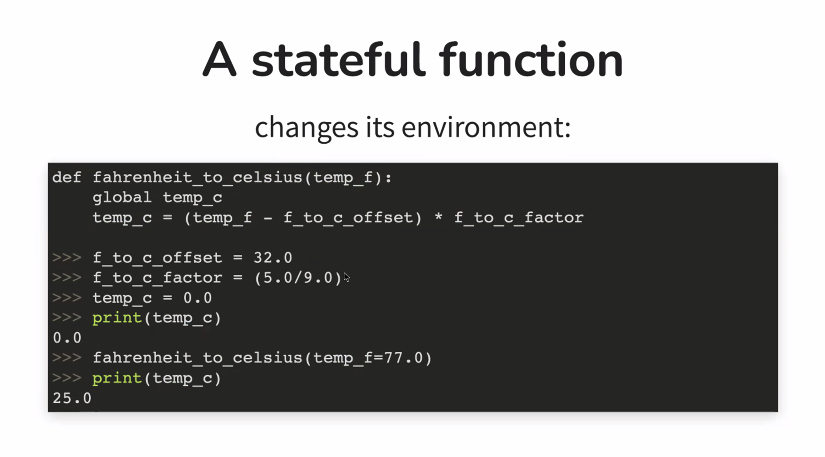 A stateful function
changes its environment:
def fahrenheit_to_celsius(temp_f):
    global temp_c
    temp_c = (temp_f - f_to_c_offset) * f_to_c_factor
>>> f_to_c_offset = 32.0
>>> f_to_c_factor = (5.0/9.0)
>>> temp_c = 0.0
>>> print(temp_c)
0.0
>>> fahrenheit_to_celsius(temp_f=77.0)
>>> print(temp_c)
25.0